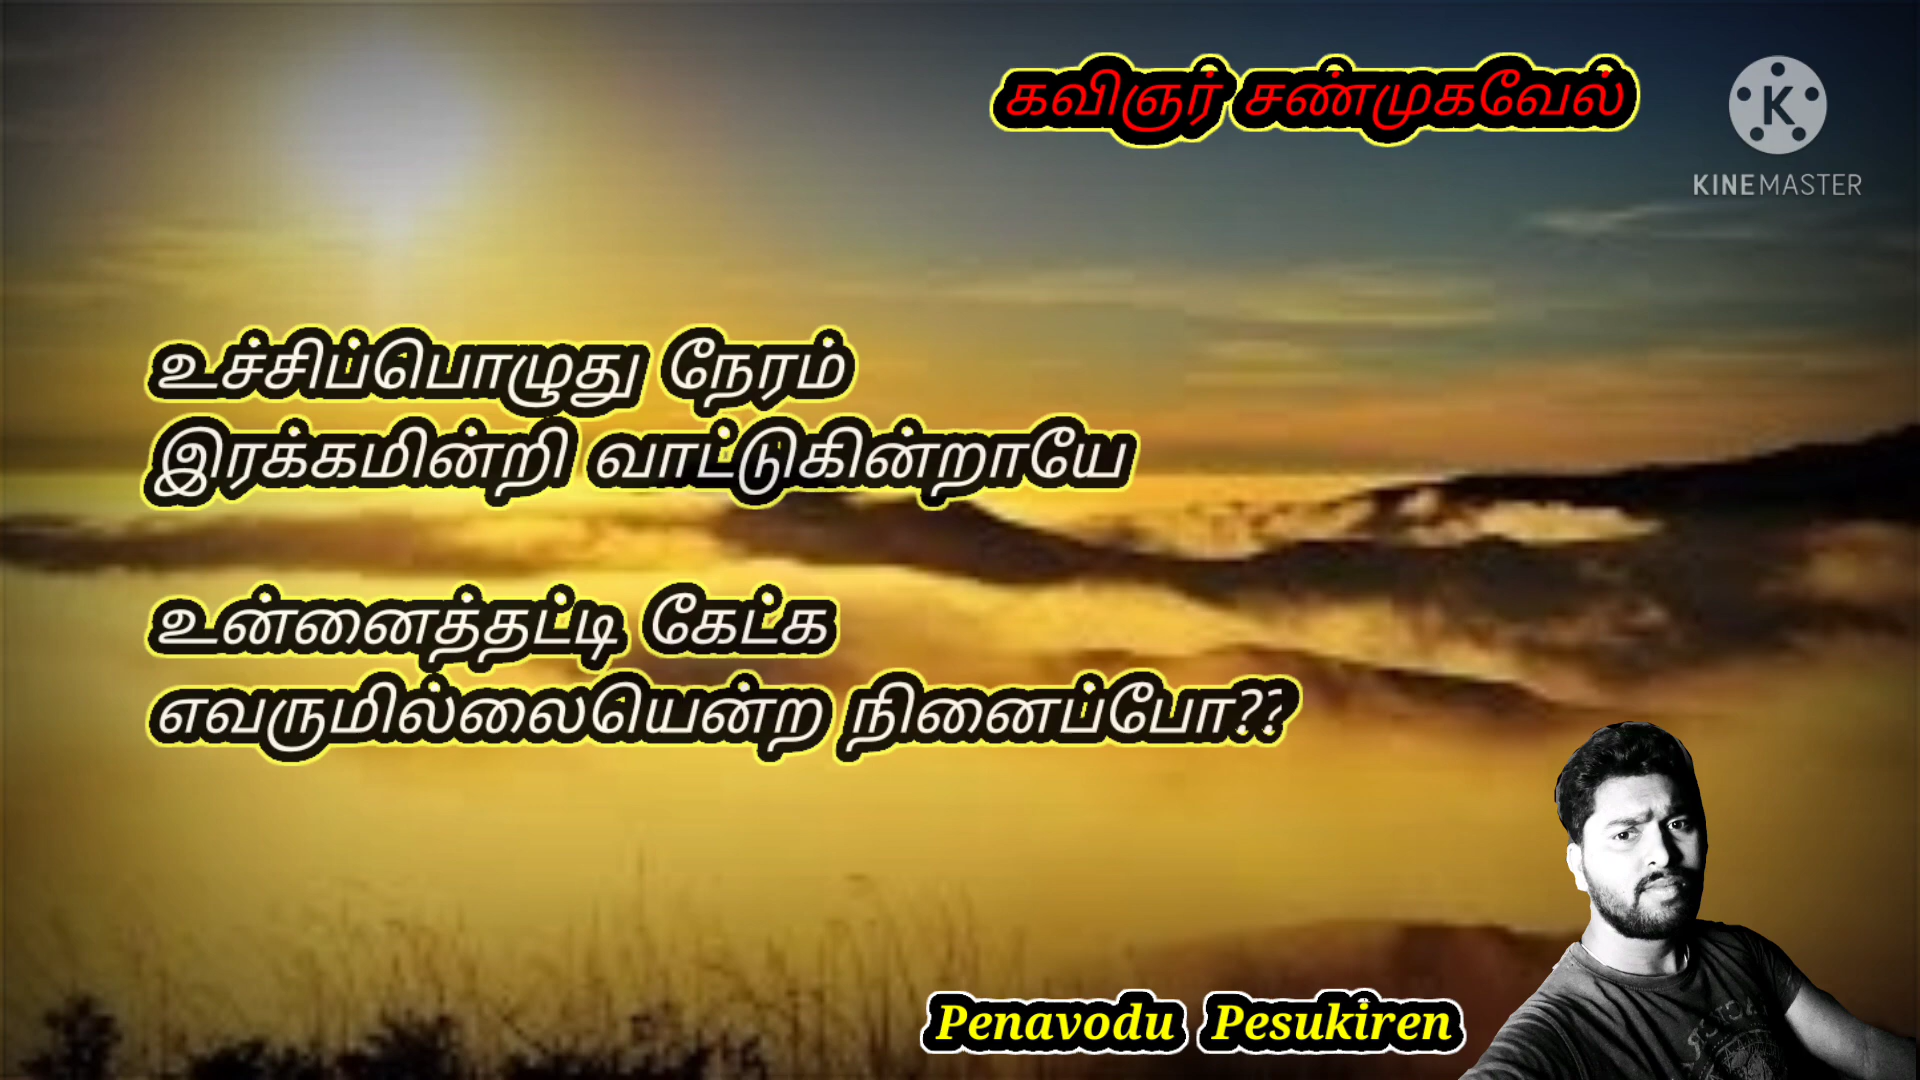 கவிஞர் சண்முகவேல்
KINEMASTER
உச்சிப்பொழுது நேரம்
இரக்கமின்றி வாட்டுகின்றாயே
உன்னைத்தட்டி கேட்க
எவருமில்லையென்ற நினைப்போ??
Penavodu Pesukiren